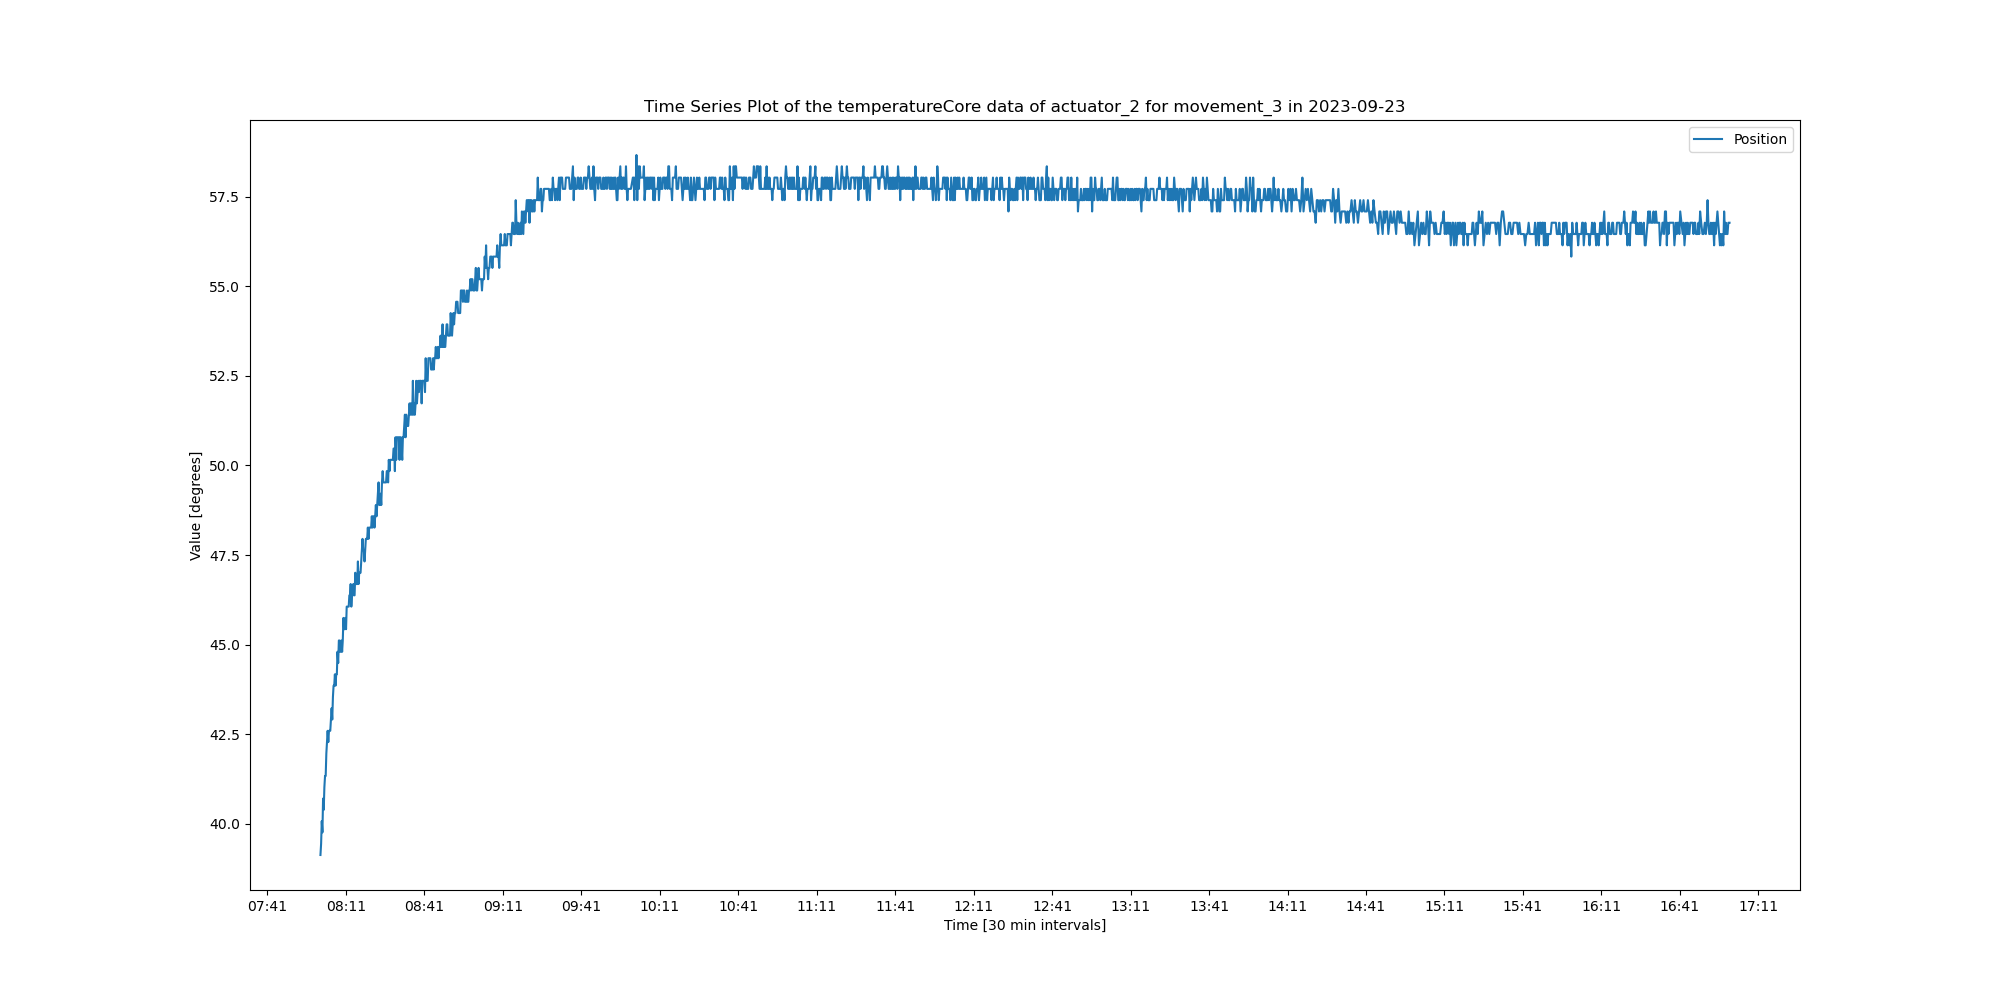 Time Series Plot of the temperatureCore data of actuator_2 for movement_3 in 2023-09-23
Position
57.5
55.0
52.5
50.0
47.5
45.0
42.5
40.0
Value [degrees]
07:41 08:11 08:41 09:11 09:41 10:11 10:41 11:11 11:41 12:11 12:41 13:11 13:41 14:11 14:41 15:11 15:41 16:11 16:41 17:11
Time [30 min intervals]